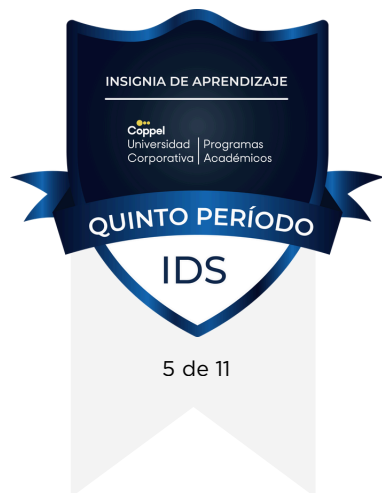 INSIGNIA DE APRENDIZAJE
Coppel
Universidad | Programas
Corporativa | Académicos
QUINTO PERÍODO
IDS
5 de 11